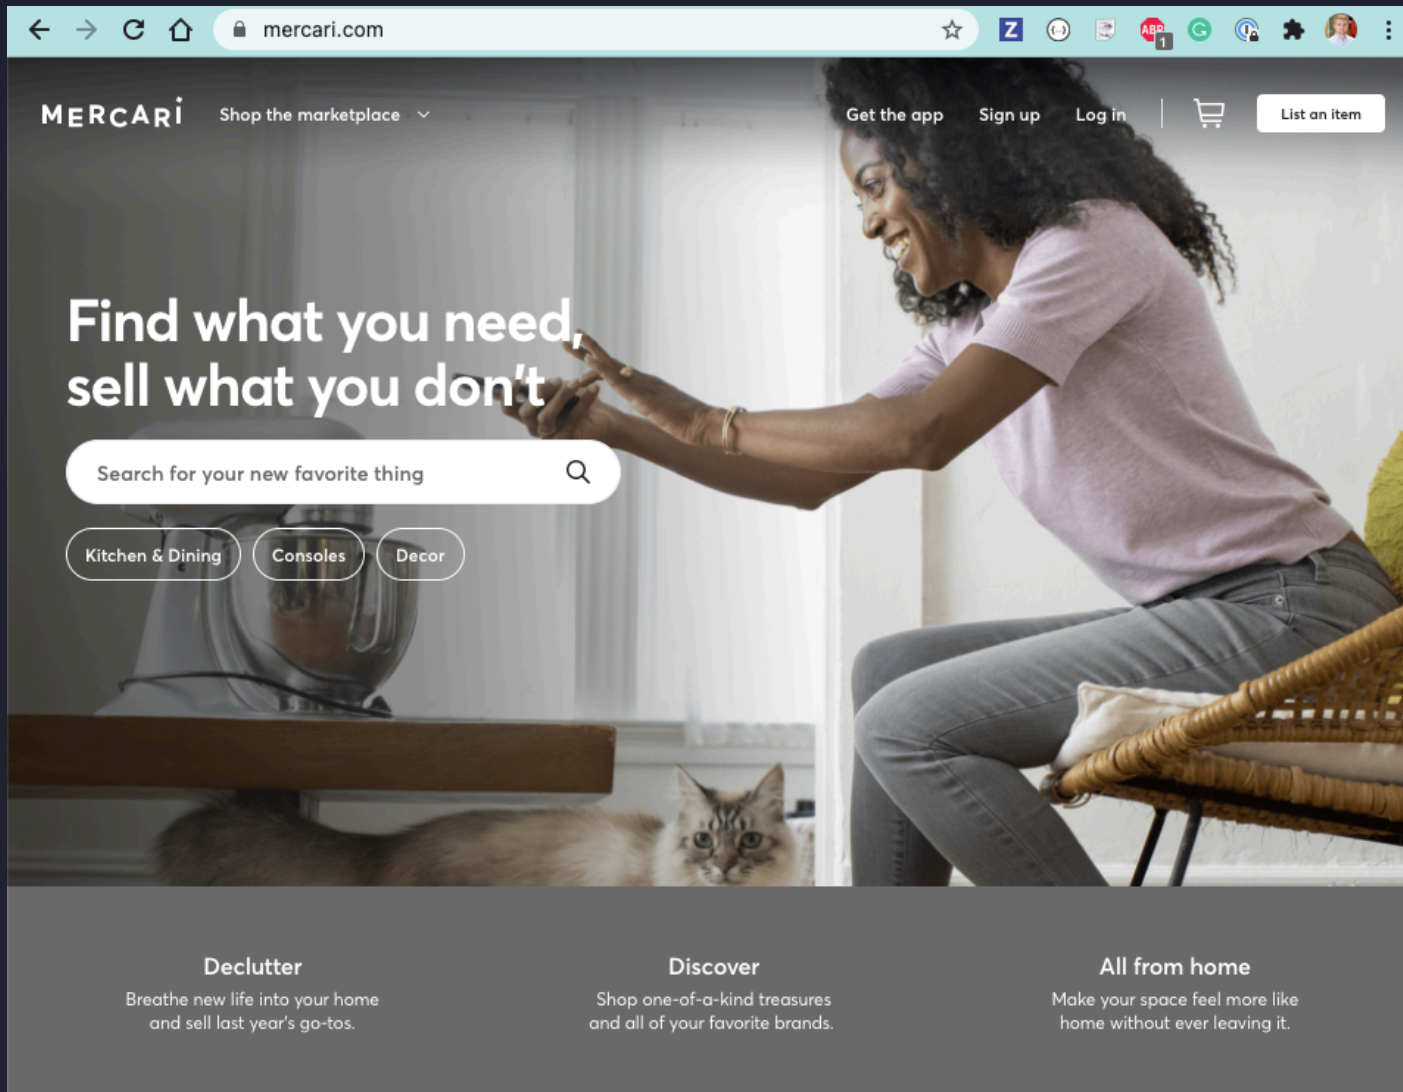 mercari.com
Z
ABP
1
G
MERCARI
Shop the marketplace
Get the app
Sign up
Log in
List an item
Find what you need,
sell what you don't
Search for your new favorite thing
Kitchen & Dining
Consoles
Decor
Declutter
Breathe new life into your home
and sell last year's go-tos.
Discover
Shop one-of-a-kind treasures
and all of your favorite brands.
All from home
Make your space feel more like
home without ever leaving it.